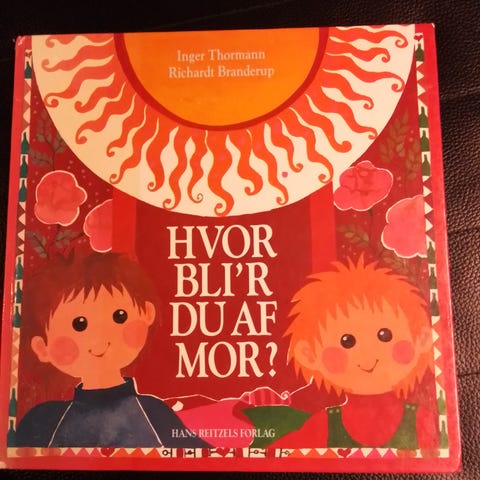 Inger Thormann
Richardt Branderup
HVOR
BLI'R
DU AF
MOR?
HANS REITZELS FORLAG